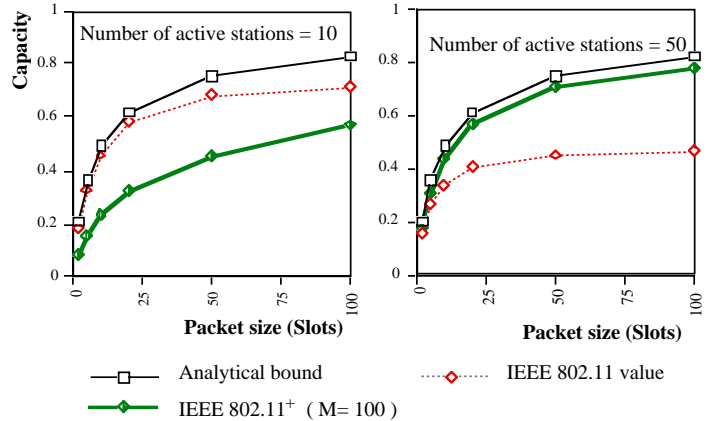 Capacity
1
0.8
0.6
0.4
0.2
0
Number of active stations = 10
0
25
50
75
100
Packet size (Slots)
1
0.8
0.6
0.4
0.2
0
Number of active stations = 50
0
25
50
75
100
Packet size (Slots)
Analytical bound
IEEE 802.11 value
IEEE 802.11⁺ ( M= 100 )